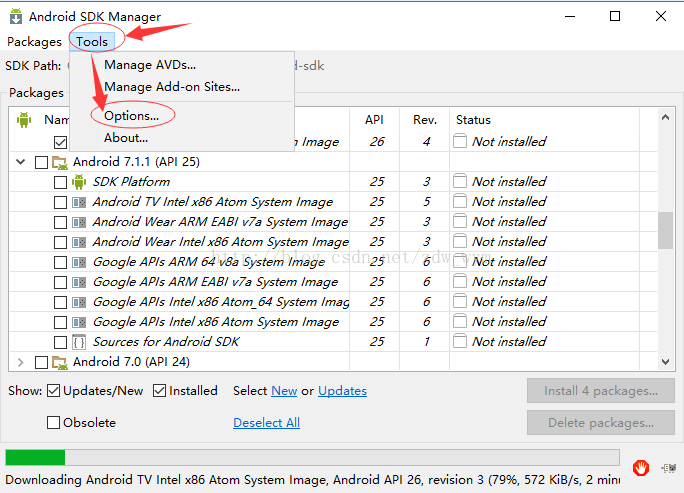 Android SDK Manager
Packages Tools
SDK Path: d-sdk
Manage AVDs...
Manage Add-on Sites...
Options...
About...
Packages
API Rev. Status
Image 26 4 Not installed
Android 7.1.1 (API 25)
SDK Platform 25 3 Not installed
Android TV Intel x86 Atom System Image 25 5 Not installed
Android Wear ARM EABI v7a System Image 25 3 Not installed
Android Wear Intel x86 Atom System Image 25 3 Not installed
Google APIs ARM 64 v8a System Image 25 6 Not installed
Google APIs ARM EABI v7a System Image 25 6 Not installed
Google APIs Intel x86 Atom_64 System Imag 25 6 Not installed
Google APIs Intel x86 Atom System Image 25 6 Not installed
Sources for Android SDK 25 1 Not installed
Android 7.0 (API 24)
Show: Updates/New Installed Select New or Updates Install 4 packages...
Obsolete Deselect All Delete packages...
Downloading Android TV Intel x86 Atom System Image, Android API 26, revision 3 (79%, 572 KiB/s, 2 minu